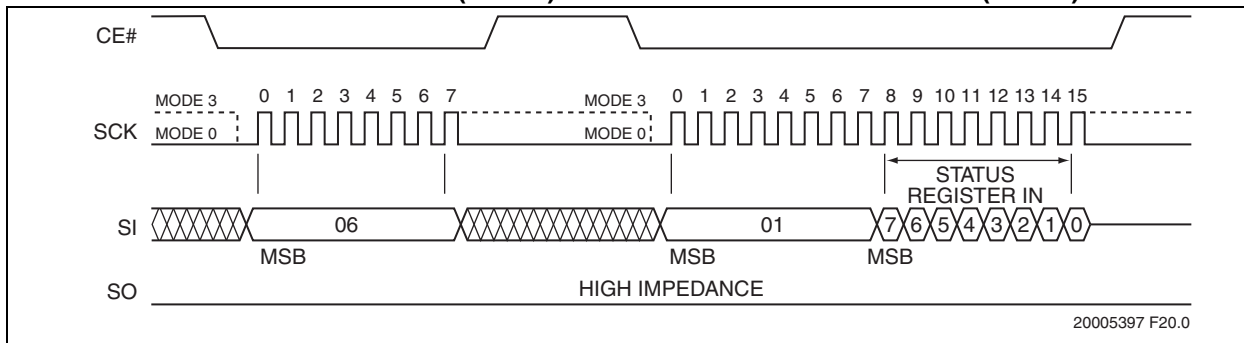 CE#
MODE 3 0 1 2 3 4 5 6 7 MODE 3 0 1 2 3 4 5 6 7 8 9 10 11 12 13 14 15
SCK MODE 0 MODE 0
STATUS
REGISTER IN
SI 06 01 7 6 5 4 3 2 1 0
MSB MSB MSB
SO HIGH IMPEDANCE
20005397 F20.0